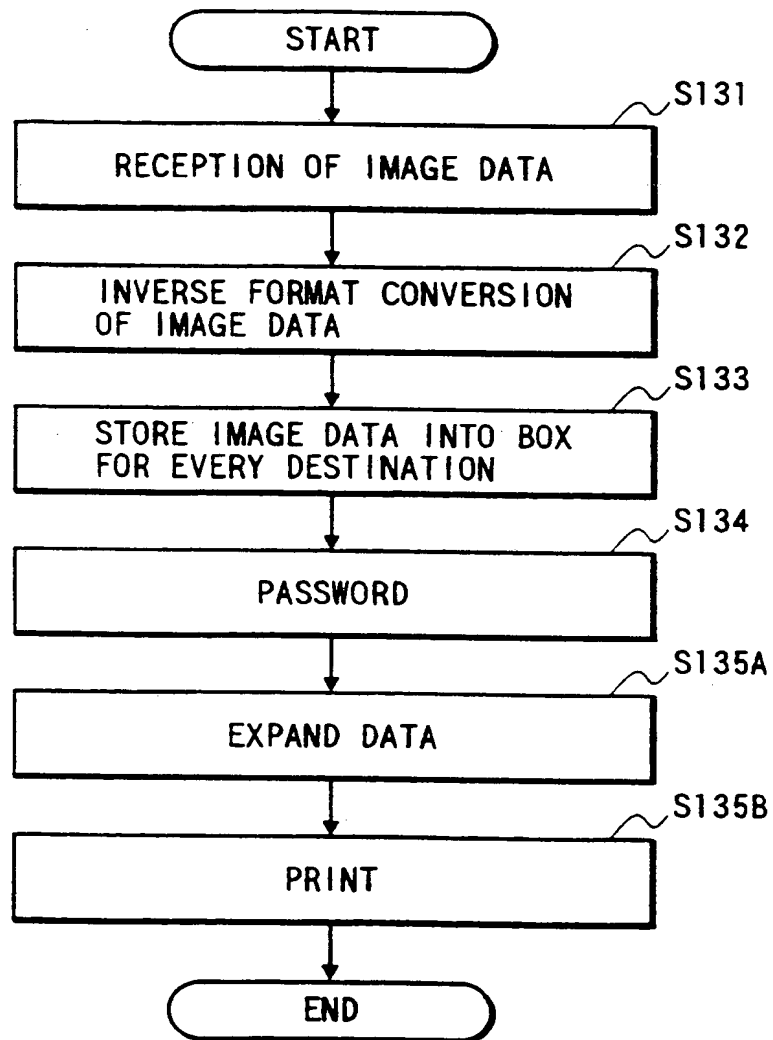 START
S131
RECEPTION OF IMAGE DATA
S132
INVERSE FORMAT CONVERSION
OF IMAGE DATA
S133
STORE IMAGE DATA INTO BOX
FOR EVERY DESTINATION
S134
PASSWORD
S135A
EXPAND DATA
S135B
PRINT
END